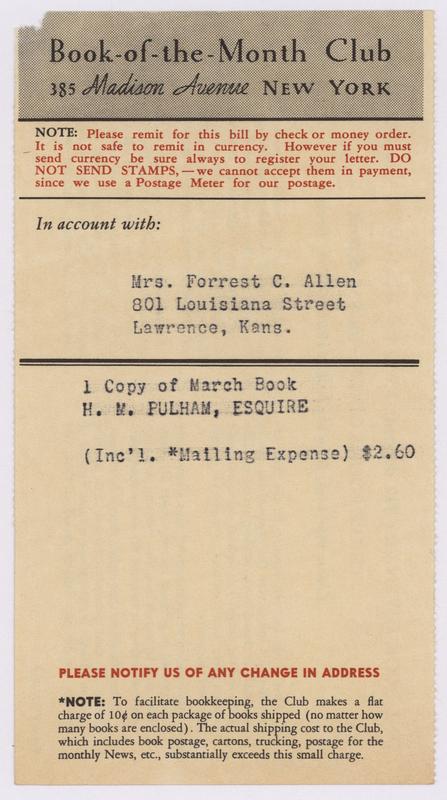 Book-of-the-Month Club
385 Madison Avenue NEW YORK
NOTE: Please remit for this bill by check or money order.
It is not safe to remit in currency. However if you must
send currency be sure always to register your letter. DO
NOT SEND STAMPS,—we cannot accept them in payment,
since we use a Postage Meter for our postage.
In account with:
Mrs. Forrest C. Allen
801 Louisiana Street
Lawrence, Kans.
1 Copy of March Book
H. M. PULHAM, ESQUIRE
(Inc'l. *Mailing Expense) $2.60
PLEASE NOTIFY US OF ANY CHANGE IN ADDRESS
*NOTE: To facilitate bookkeeping, the Club makes a flat
charge of 10¢ on each package of books shipped (no matter how
many books are enclosed). The actual shipping cost to the Club,
which includes book postage, cartons, trucking, postage for the
monthly News, etc., substantially exceeds this small charge.